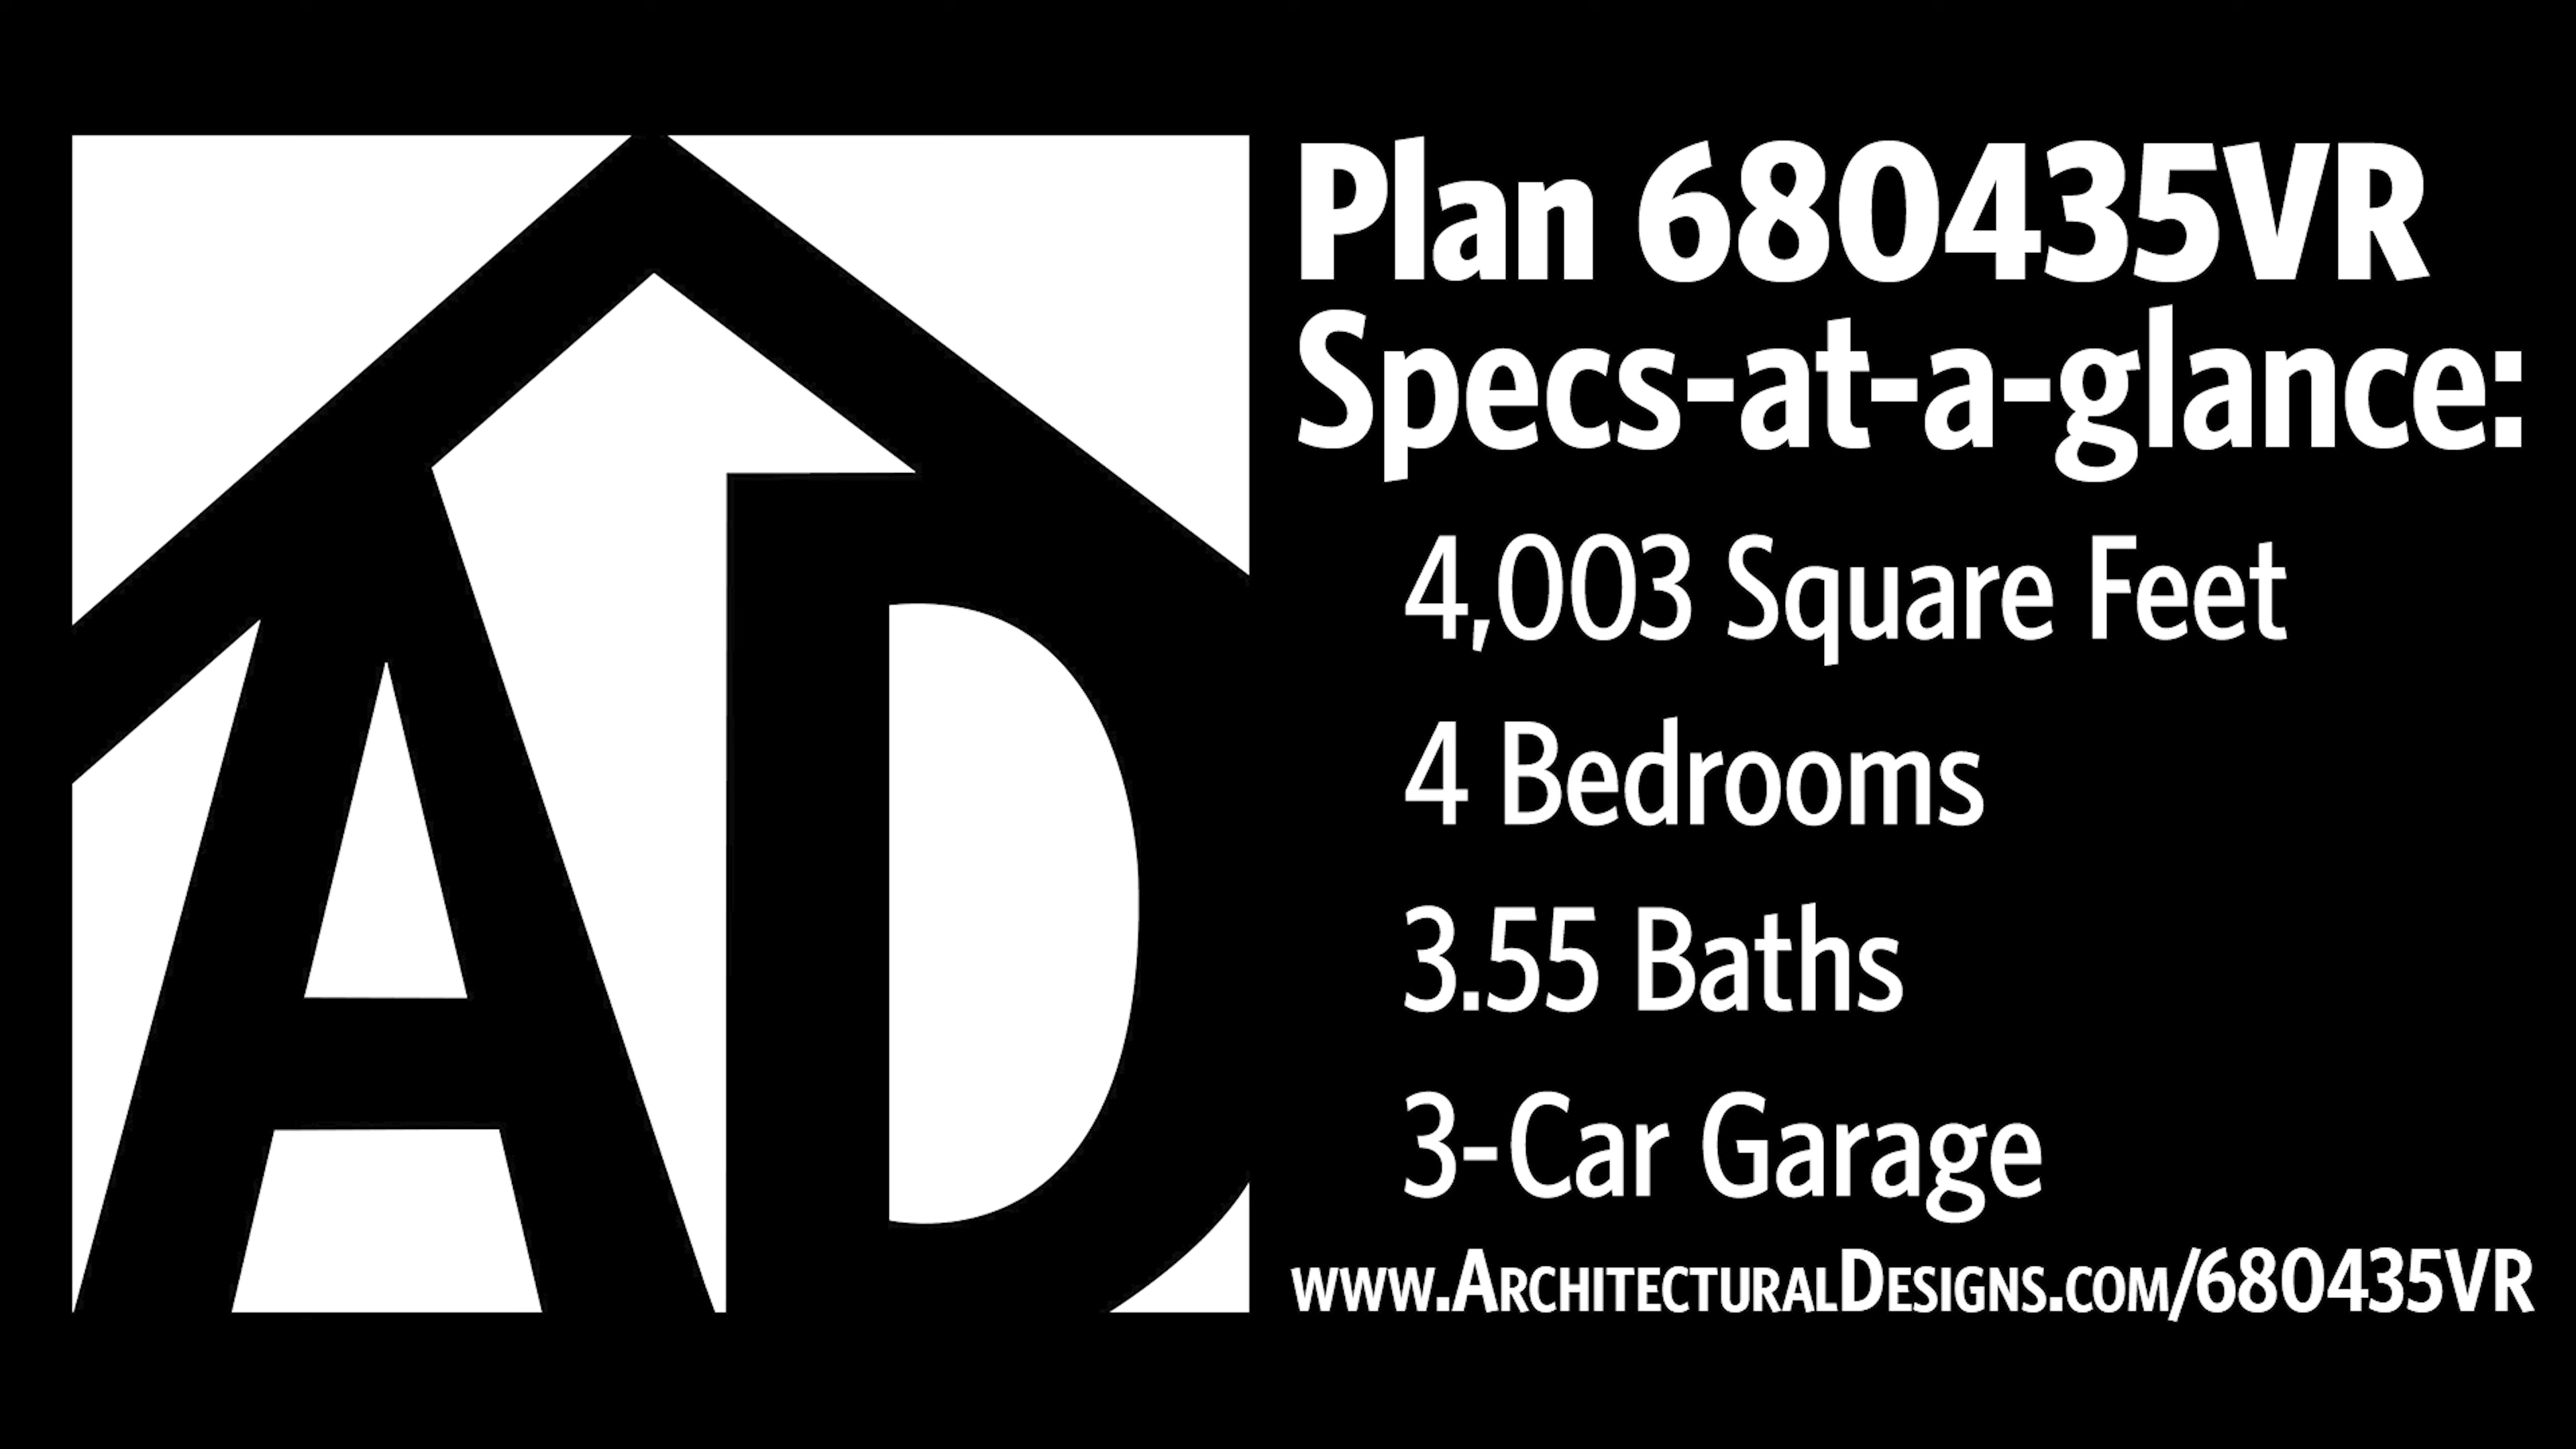 AD
Plan 680435VR
Specs-at-a-glance:
4,003 Square Feet
4 Bedrooms
3.55 Baths
3-Car Garage
www.ArchitecturalDesigns.com/680435VR